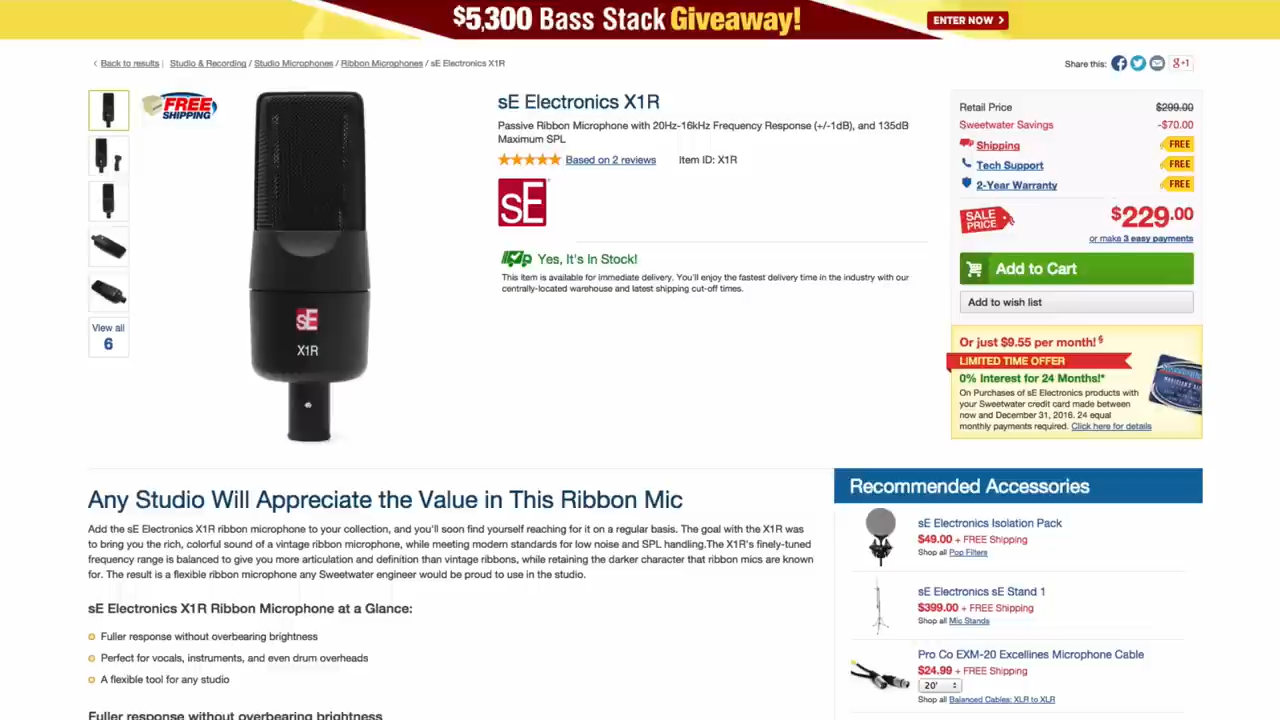 $5,300 Bass Stack Giveaway!
ENTER NOW
Back to results | Studio & Recording / Studio Microphones / Ribbon Microphones / sE Electronics X1R
Share this:
g+1
FREE
SHIPPING
View all
6
sE
X1R
sE Electronics X1R
Passive Ribbon Microphone with 20Hz-16kHz Frequency Response (+/-1dB), and 135dB
Maximum SPL
Based on 2 reviews
Item ID: X1R
sE
Yes, It's In Stock!
This item is available for immediate delivery. You'll enjoy the fastest delivery time in the industry with our
centrally-located warehouse and latest shipping cut-off times.
Retail Price $299.00
Sweetwater Savings -$70.00
Shipping FREE
Tech Support FREE
2-Year Warranty FREE
SALE
PRICE
$229.00
or make 3 easy payments
Add to Cart
Add to wish list
Or just $9.55 per month!§
LIMITED TIME OFFER
0% Interest for 24 Months!*
On Purchases of sE Electronics products with
your Sweetwater credit card made between
now and December 31, 2016. 24 equal
monthly payments required. Click here for details
Any Studio Will Appreciate the Value in This Ribbon Mic
Add the sE Electronics X1R ribbon microphone to your collection, and you'll soon find yourself reaching for it on a regular basis. The goal with the X1R was
to bring you the rich, colorful sound of a vintage ribbon microphone, while meeting modern standards for low noise and SPL handling.The X1R's finely-tuned
frequency range is balanced to give you more articulation and definition than vintage ribbons, while retaining the darker character that ribbon mics are known
for. The result is a flexible ribbon microphone any Sweetwater engineer would be proud to use in the studio.
sE Electronics X1R Ribbon Microphone at a Glance:
Fuller response without overbearing brightness
Perfect for vocals, instruments, and even drum overheads
A flexible tool for any studio
Fuller response without overbearing brightness
Recommended Accessories
sE Electronics Isolation Pack
$49.00 + FREE Shipping
Shop all Pop Filters
sE Electronics sE Stand 1
$399.00 + FREE Shipping
Shop all Mic Stands
Pro Co EXM-20 Excellines Microphone Cable
$24.99 + FREE Shipping
20'
Shop all Balanced Cables: XLR to XLR